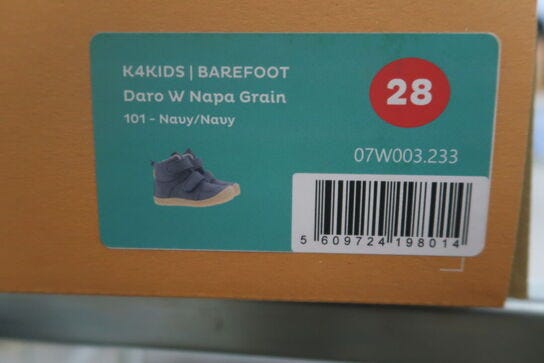 K4KIDS | BAREFOOT
Daro W Napa Grain
101 - Navy/Navy
28
07W003.233
5 609724 198014